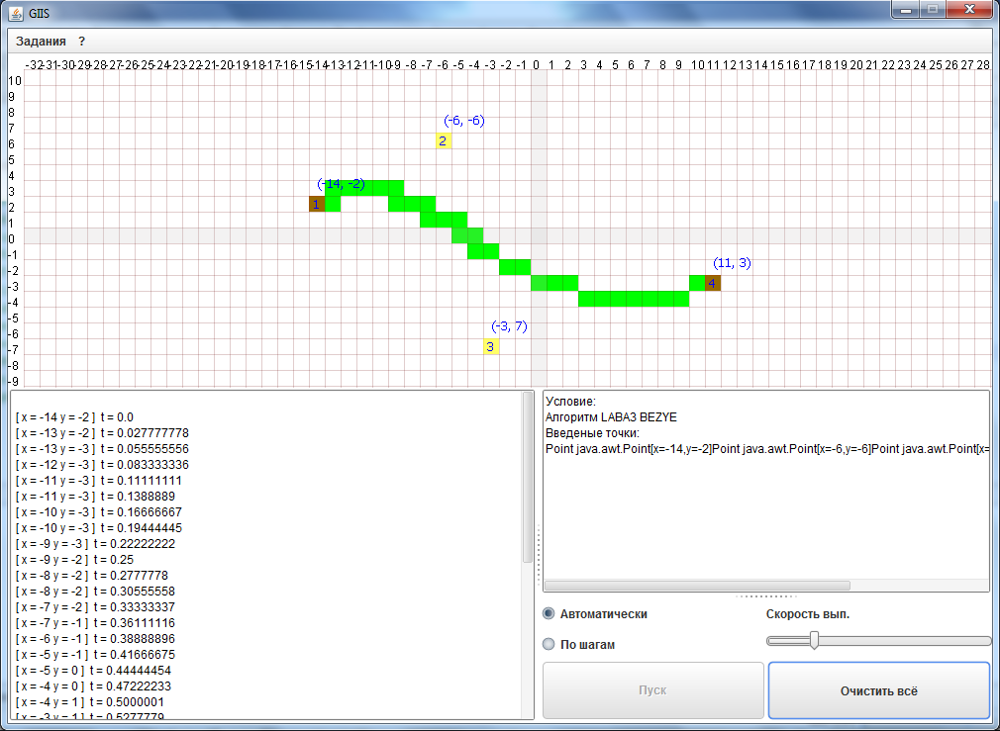 GIIS
Задания ?
-32-31-30-29-28-27-26-25-24-23-22-21-20-19-18-17-16-15-14-13-12-11-10-9 -8 -7 -6 -5 -4 -3 -2 -1 0 1 2 3 4 5 6 7 8 9 10 11 12 13 14 15 16 17 18 19 20 21 22 23 24 25 26 27 28
10
9
8
7
(-6, -6)
6
2
5
4
3
(-14, -2)
2
1
1
0
-1
-2
(11, 3)
-3
4
-4
-5
-6
(-3, 7)
-7
3
-8
-9
[ x = -14 y = -2 ] t = 0.0
[ x = -13 y = -2 ] t = 0.027777778
[ x = -13 y = -3 ] t = 0.055555556
[ x = -12 y = -3 ] t = 0.083333336
[ x = -11 y = -3 ] t = 0.11111111
[ x = -11 y = -3 ] t = 0.1388889
[ x = -10 y = -3 ] t = 0.16666667
[ x = -10 y = -3 ] t = 0.19444445
[ x = -9 y = -3 ] t = 0.22222222
[ x = -9 y = -2 ] t = 0.25
[ x = -8 y = -2 ] t = 0.2777778
[ x = -8 y = -2 ] t = 0.30555558
[ x = -7 y = -2 ] t = 0.33333337
[ x = -7 y = -1 ] t = 0.36111116
[ x = -6 y = -1 ] t = 0.38888896
[ x = -5 y = -1 ] t = 0.41666675
[ x = -5 y = 0 ] t = 0.44444454
[ x = -4 y = 0 ] t = 0.47222233
[ x = -4 y = 1 ] t = 0.5000001
[ x = -3 y = 1 ] t = 0.5277779
Условие:
Алгоритм LABA3 BEZYE
Введеные точки:
Point java.awt.Point[x=-14,y=-2]Point java.awt.Point[x=-6,y=-6]Point java.awt.Point[x=
Автоматически
По шагам
Скорость вып.
Пуск
Очистить всё